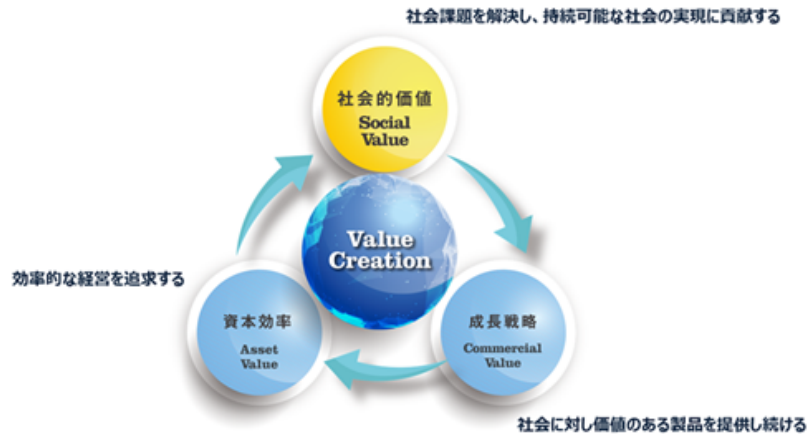 社会課題を解決し、持続可能な社会の実現に貢献する
社会的価値
Social
Value
Value
Creation
効率的な経営を追求する
資本効率
Asset
Value
成長戦略
Commercial
Value
社会に対し価値のある製品を提供し続ける